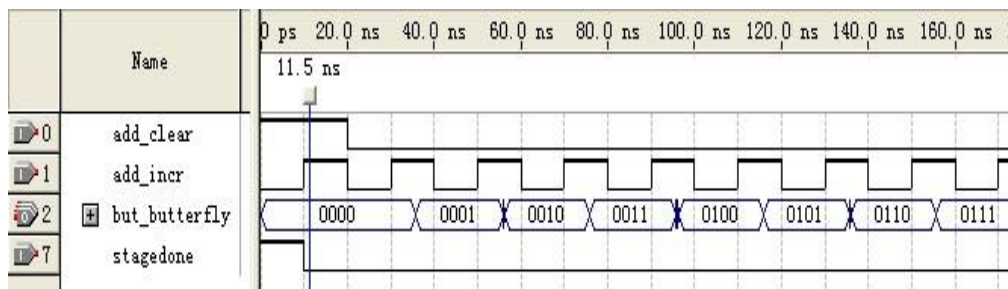 0 ps 20.0 ns 40.0 ns 60.0 ns 80.0 ns 100.0 ns 120.0 ns 140.0 ns 160.0 ns
Name
11.5 ns
0 add_clear
1 add_incr
2 but_butterfly 0000 0001 0010 0011 0100 0101 0110 0111
7 stagedone